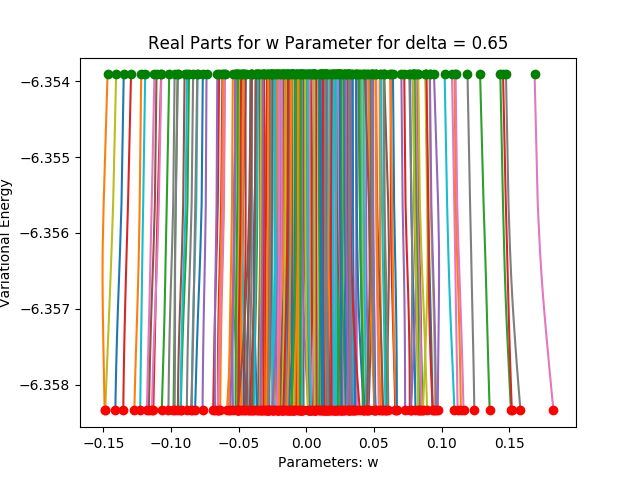 Real Parts for w Parameter for delta = 0.65
Variational Energy
−6.354
−6.355
−6.356
−6.357
−6.358
−0.15 −0.10 −0.05 0.00 0.05 0.10 0.15
Parameters: w